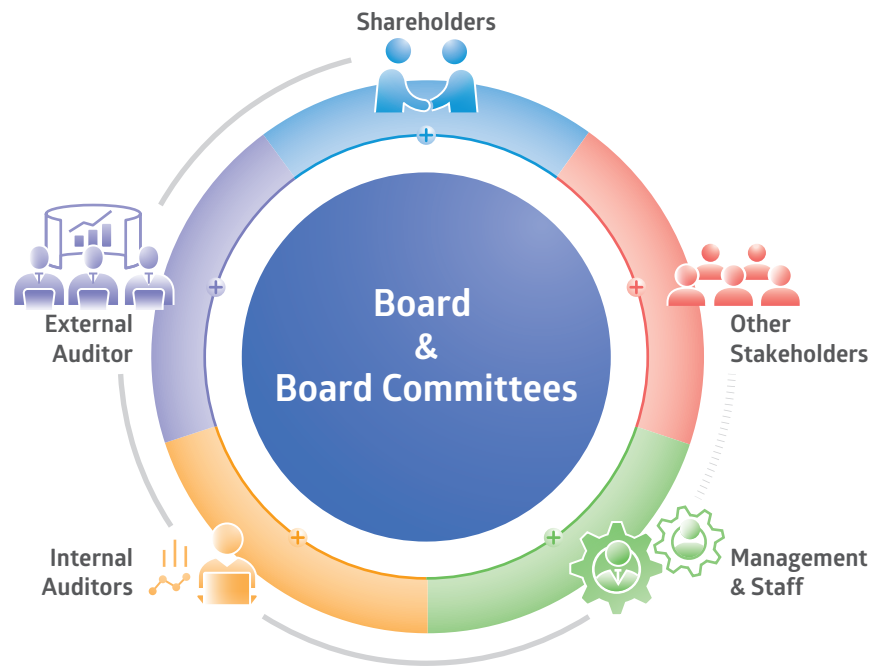 Shareholders
Board
&
Board Committees
External
Auditor
Other
Stakeholders
Internal
Auditors
Management
& Staff